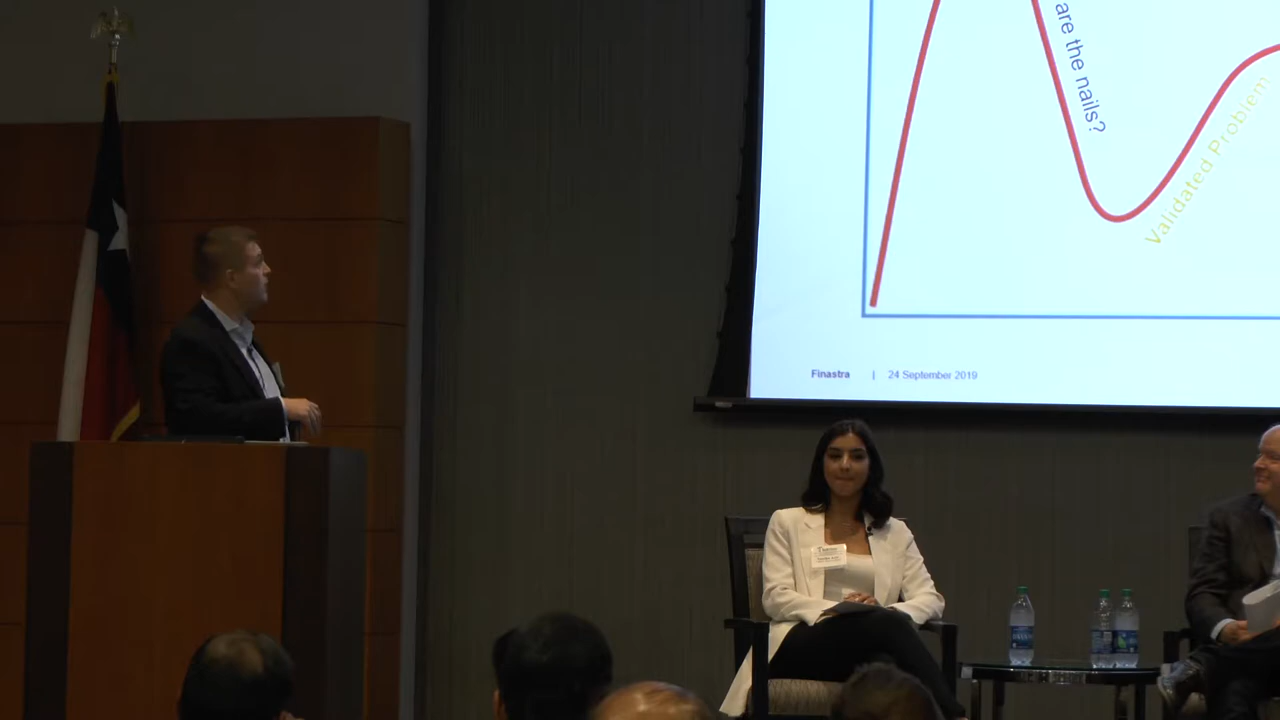 are the nails?
Validated Problem
Finastra | 24 September 2019